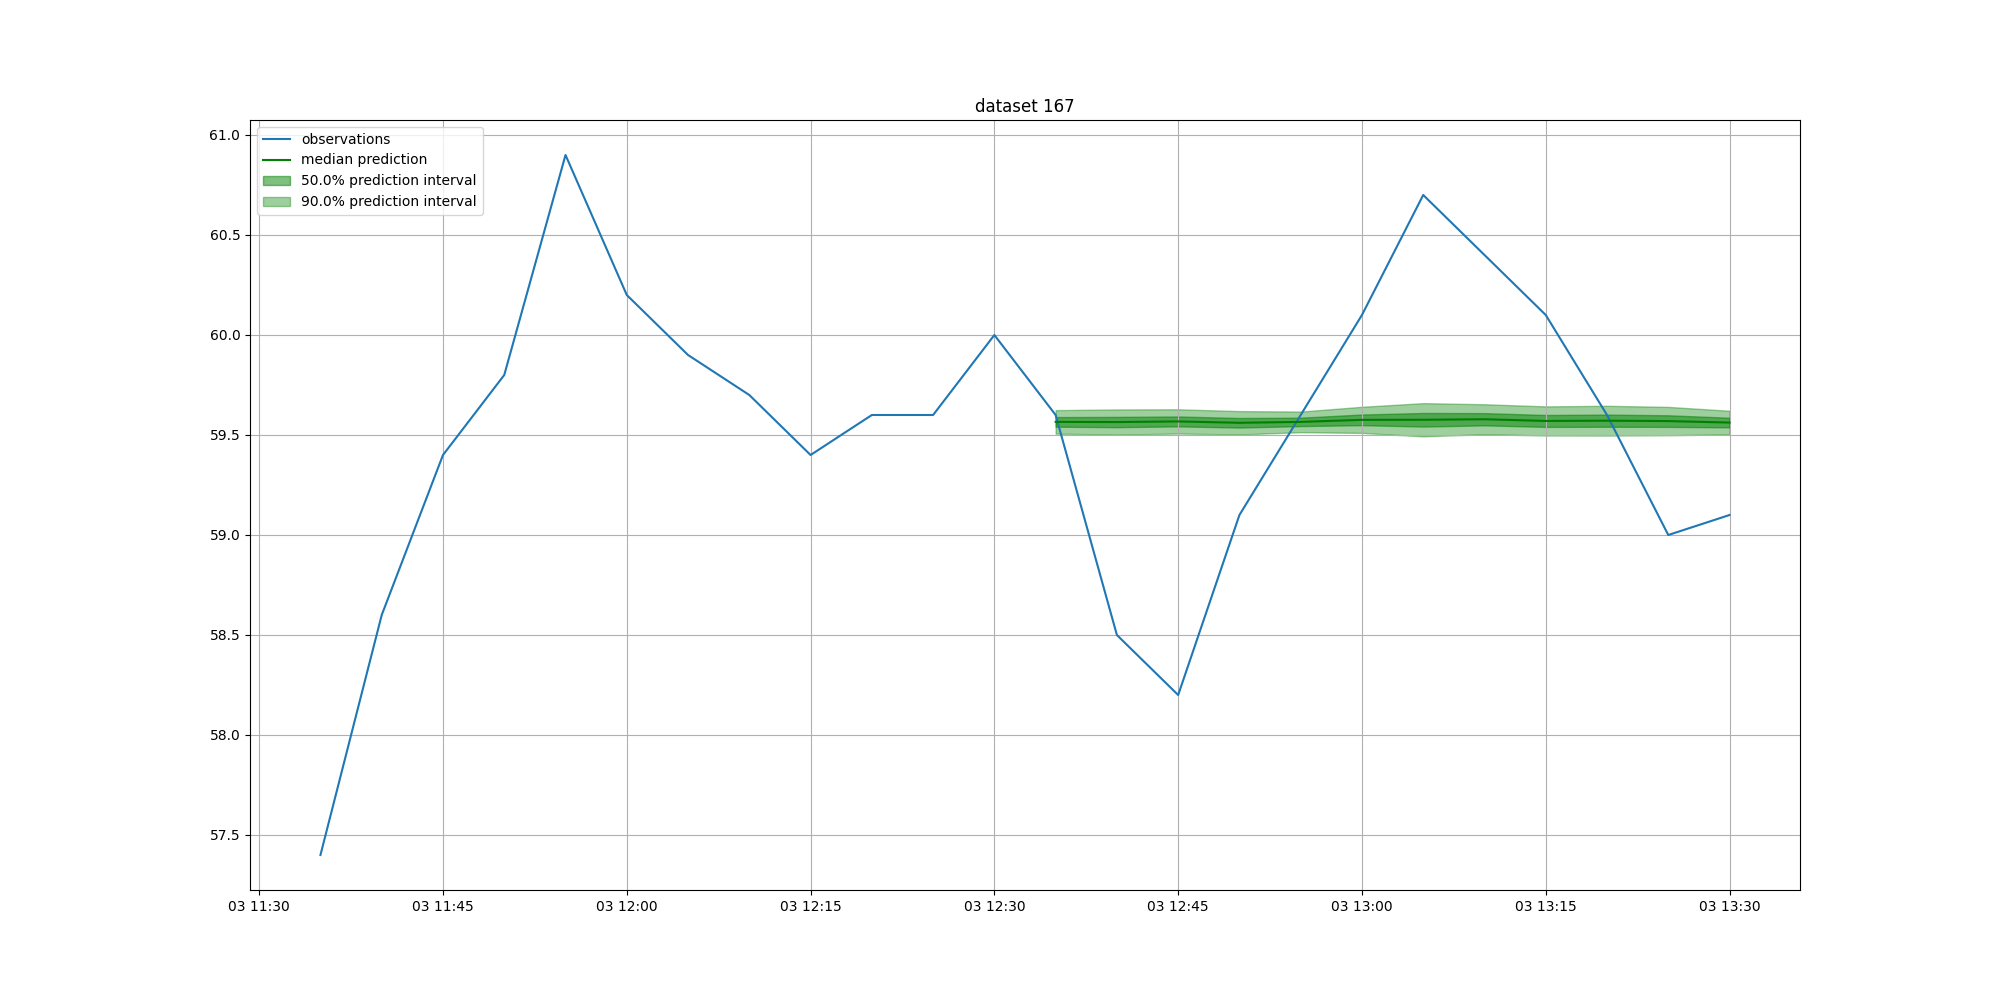 dataset 167
61.0
60.5
60.0
59.5
59.0
58.5
58.0
57.5
observations
median prediction
50.0% prediction interval
90.0% prediction interval
03 11:30 03 11:45 03 12:00 03 12:15 03 12:30 03 12:45 03 13:00 03 13:15 03 13:30